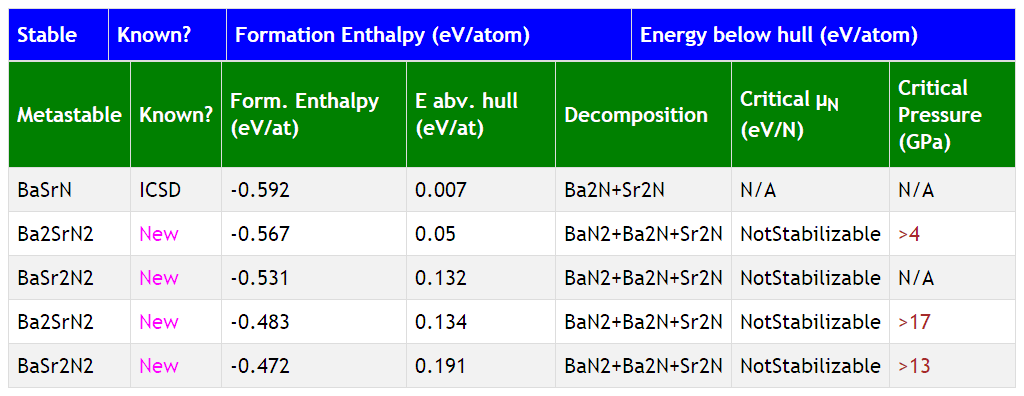 Stable Known? Formation Enthalpy (eV/atom) Energy below hull (eV/atom)
Metastable Known? Form. Enthalpy (eV/at) E abv. hull (eV/at) Decomposition Critical μN (eV/N) Critical Pressure (GPa)
BaSrN ICSD -0.592 0.007 Ba2N+Sr2N N/A N/A
Ba2SrN2 New -0.567 0.05 BaN2+Ba2N+Sr2N NotStabilizable >4
BaSr2N2 New -0.531 0.132 BaN2+Ba2N+Sr2N NotStabilizable N/A
Ba2SrN2 New -0.483 0.134 BaN2+Ba2N+Sr2N NotStabilizable >17
BaSr2N2 New -0.472 0.191 BaN2+Ba2N+Sr2N NotStabilizable >13